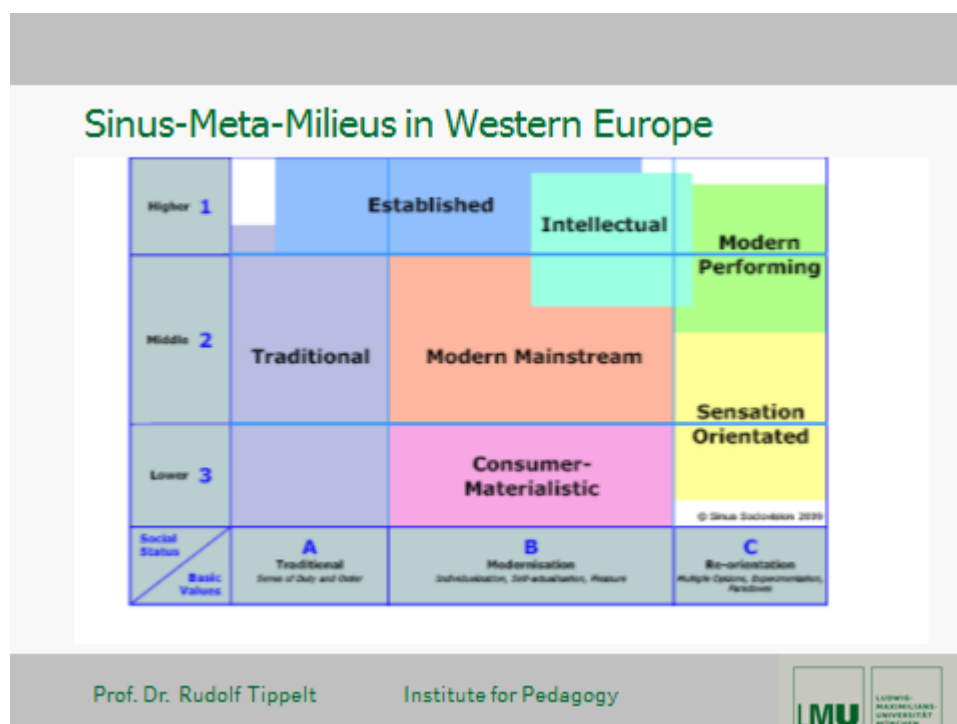 Sinus-Meta-Milieus in Western Europe
Higher 1
Established
Intellectual
Modern
Performing
Middle 2
Traditional
Modern Mainstream
Sensation
Orientated
Lower 3
Consumer-
Materialistic
© Sinus Sociovision 2009
Social
Status
Basic
Values
A
Traditional
Sense of Duty and Order
B
Modernisation
Individualisation, Self-actualisation, Pleasure
C
Re-orientation
Multiple Options, Experimentation,
Paradoxes
Prof. Dr. Rudolf Tippelt
Institute for Pedagogy
LMU
LUDWIG-
MAXIMILIANS-
UNIVERSITÄT
MÜNCHEN